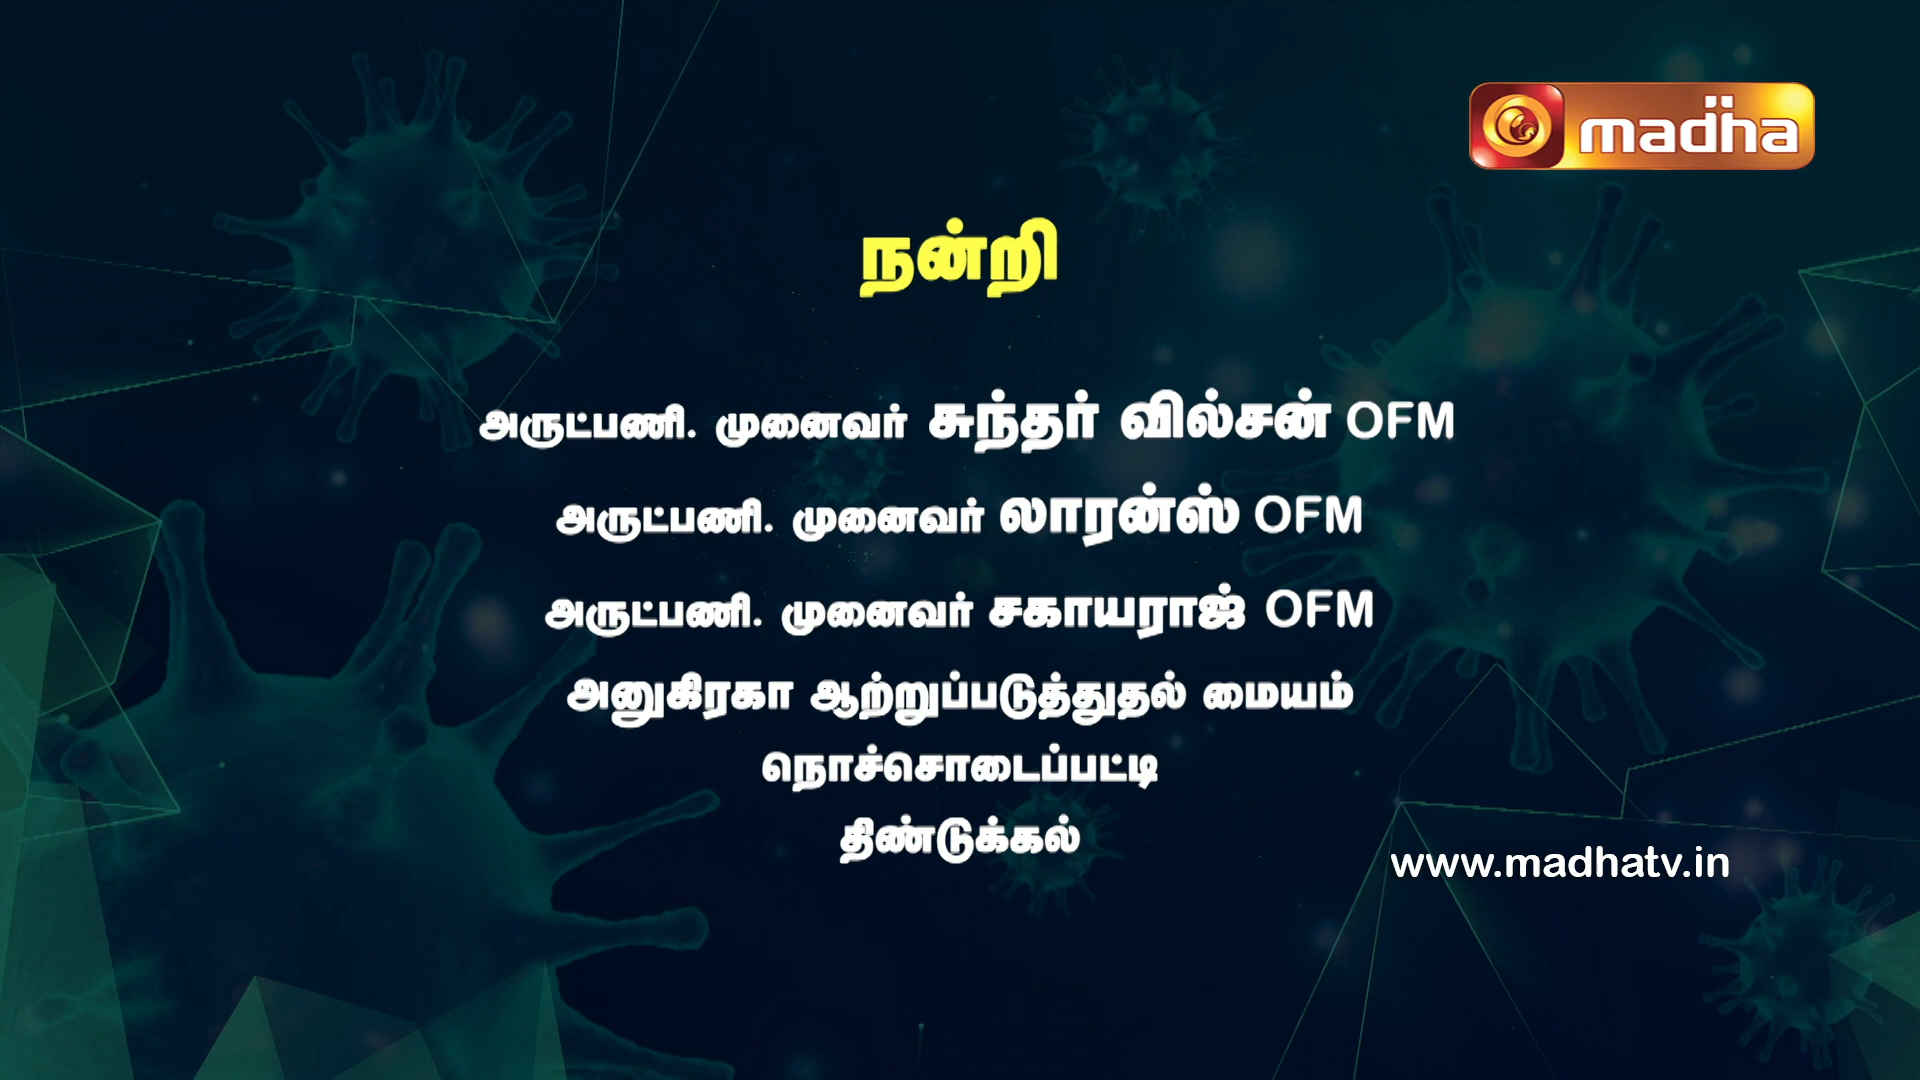 madha
நன்றி
அருட்பணி. முனைவர் சுந்தர் வில்சன் OFM
அருட்பணி. முனைவர் லாரன்ஸ் OFM
அருட்பணி. முனைவர் சகாயராஜ் OFM
அனுகிரகா ஆற்றுப்படுத்துதல் மையம்
நொச்சொடைப்பட்டி
திண்டுக்கல்
www.madhatv.in